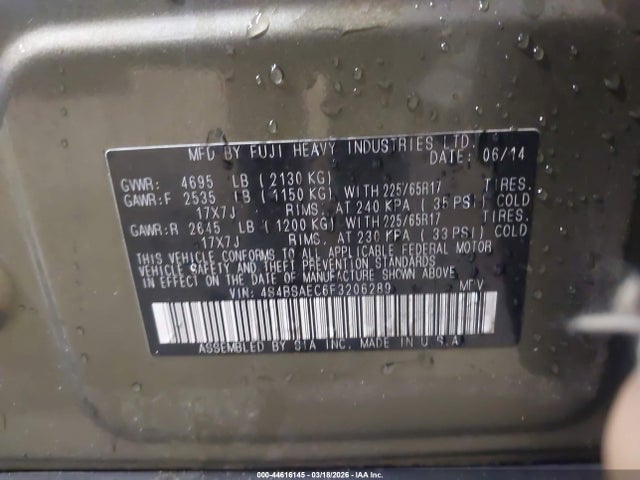 MFD BY FUJI HEAVY INDUSTRIES LTD.
DATE: 06/14
GVWR: 4695 LB (2130 KG)
GAWR:F 2535 LB (1150 KG) WITH 225/65R17 TIRES.
17X7J RIMS. AT 240 KPA (35 PSI) COLD
GAWR:R 2645 LB (1200 KG) WITH 225/65R17 TIRES.
17X7J RIMS. AT 230 KPA (33 PSI) COLD
THIS VEHICLE CONFORMS TO ALL APPLICABLE FEDERAL MOTOR
VEHICLE SAFETY AND THEFT PREVENTION STANDARDS
IN EFFECT ON THE DATE OF MANUFACTURE SHOWN ABOVE.
VIN: 4S4BSAEC6F3206289 MPV
ASSEMBLED BY SIA INC. MADE IN U.S.A.
000-44616145 - 03/18/2026 - IAA Inc.